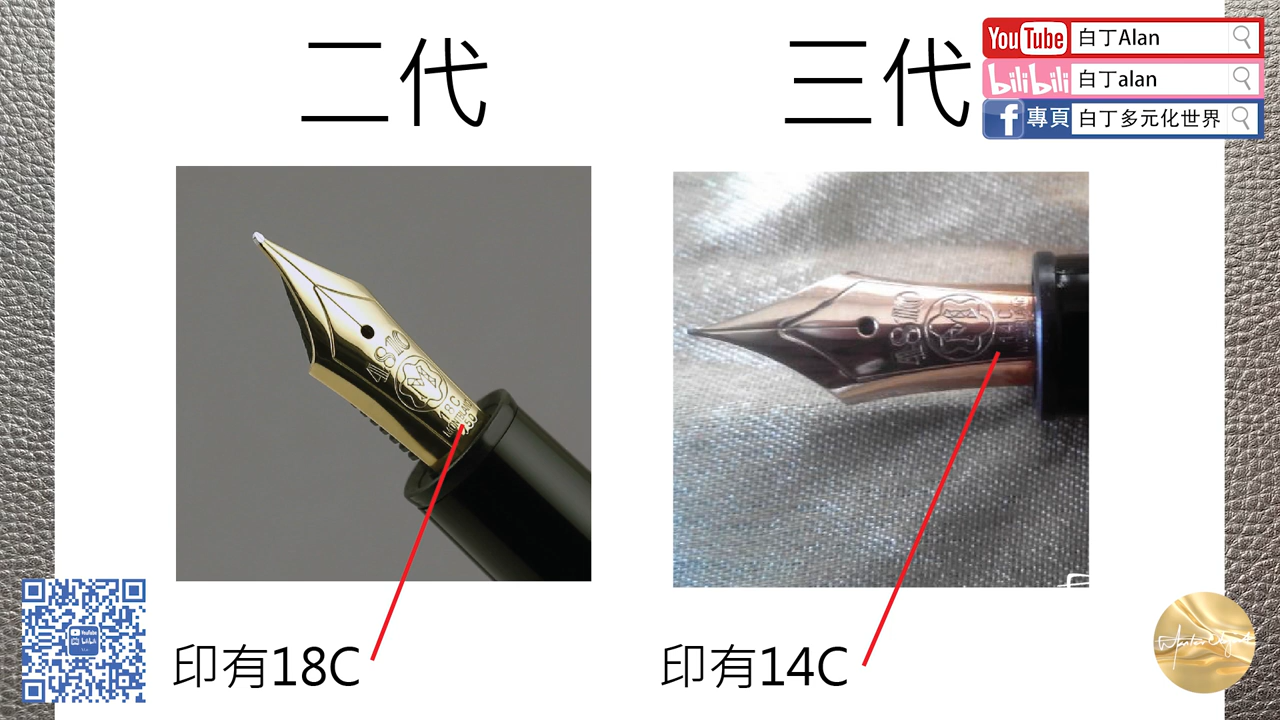 二代
三代
YouTube 白丁Alan
bilibili 白丁alan
f 專頁 白丁多元化世界
4810
4810
印有18C
印有14C